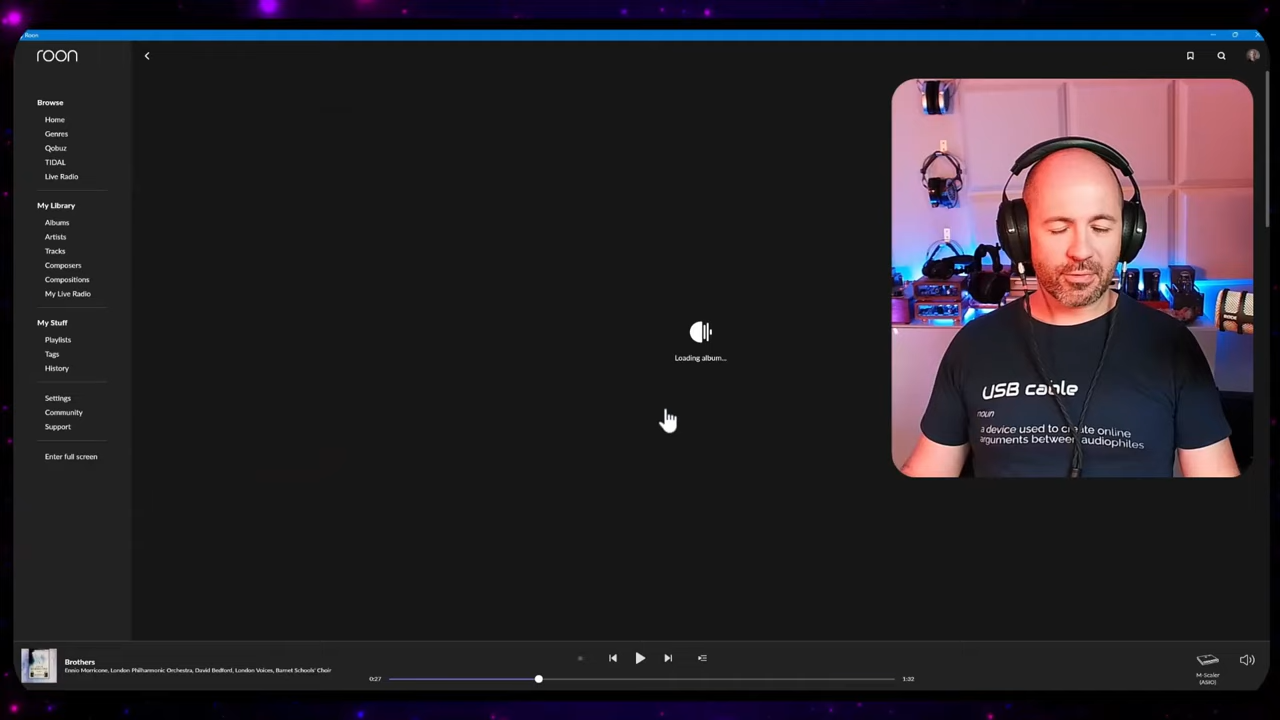 Roon
roon
Browse
Home
Genres
Qobuz
TIDAL
Live Radio
My Library
Albums
Artists
Tracks
Composers
Compositions
My Live Radio
My Stuff
Playlists
Tags
History
Settings
Community
Support
Enter full screen
Loading album...
USB cable
noun
a device used to create online
arguments between audiophiles
Brothers
Ennio Morricone, London Philharmonic Orchestra, David Bedford, London Voices, Barnet Schools' Choir
0:27
1:32
M-Scaler
(ASIO)